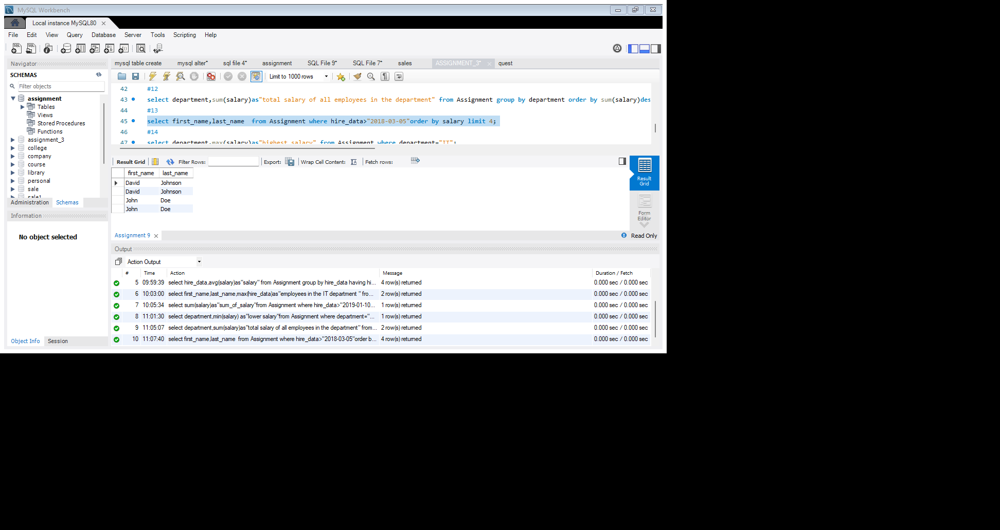 MySQL Workbench
Local instance MySQL80
File Edit View Query Database Server Tools Scripting Help
Navigator
SCHEMAS
Filter objects
assignment
Tables
Views
Stored Procedures
Functions
assignment_3
college
company
course
library
personal
sale
sale1
Administration Schemas
Information
No object selected
Object Info Session
mysql table create mysql alter* sql file 4* assignment SQL File 9* SQL File 7* sales ASSIGNMENT_3* quest
Limit to 1000 rows
42 #12
43 select department,sum(salary)as"total salary of all employees in the department" from Assignment group by department order by sum(salary)des
44 #13
45 select first_name,last_name  from Assignment where hire_data>"2018-03-05"order by salary limit 4;
46 #14
47 select department,max(salary)as"highest salary" from Assignment where department="IT";
Result Grid Filter Rows: Export: Wrap Cell Content: Fetch rows:
first_name last_name
David Johnson
David Johnson
John Doe
John Doe
Result Grid
Form Editor
Assignment 9
Read Only
Output
Action Output
# Time Action Message Duration / Fetch
5 09:59:39 select hire_data,avg(salary)as"salary" from Assignment group by hire_data having hi... 4 row(s) returned 0.000 sec / 0.000 sec
6 10:03:00 select first_name,last_name,max(hire_data)as"employees in the IT department " fro... 2 row(s) returned 0.000 sec / 0.000 sec
7 10:05:34 select sum(salary)as"sum_of_salary"from Assignment where hire_data>"2019-01-10... 1 row(s) returned 0.000 sec / 0.000 sec
8 11:01:30 select department,min(salary) as"lower salary"from Assignment where department="... 1 row(s) returned 0.000 sec / 0.000 sec
9 11:05:07 select department,sum(salary)as"total salary of all employees in the department" from... 2 row(s) returned 0.000 sec / 0.000 sec
10 11:07:40 select first_name,last_name  from Assignment where hire_data>"2018-03-05"order b... 4 row(s) returned 0.000 sec / 0.000 sec